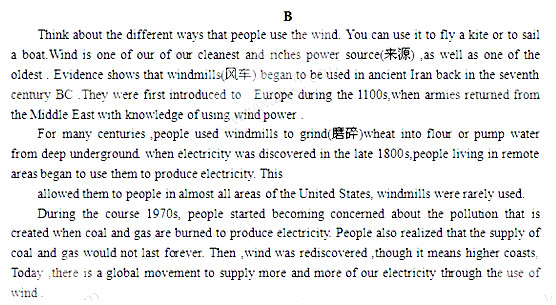 B
Think about the different ways that people use the wind. You can use it to fly a kite or to sail
a boat.Wind is one of our of our cleanest and riches power source(来源) ,as well as one of the
oldest . Evidence shows that windmills(风车) began to be used in ancient Iran back in the seventh
century BC .They were first introduced to Europe during the 1100s,when armies returned from
the Middle East with knowledge of using wind power .
For many centuries ,people used windmills to grind(磨碎)wheat into flour or pump water
from deep underground. when electricity was discovered in the late 1800s,people living in remote
areas began to use them to produce electricity. This
allowed them to people in almost all areas of the United States, windmills were rarely used.
During the course 1970s, people started becoming concerned about the pollution that is
created when coal and gas are burned to produce electricity. People also realized that the supply of
coal and gas would not last forever. Then ,wind was rediscovered ,though it means higher coasts,
Today ,there is a global movement to supply more and more of our electricity through the use of
wind .